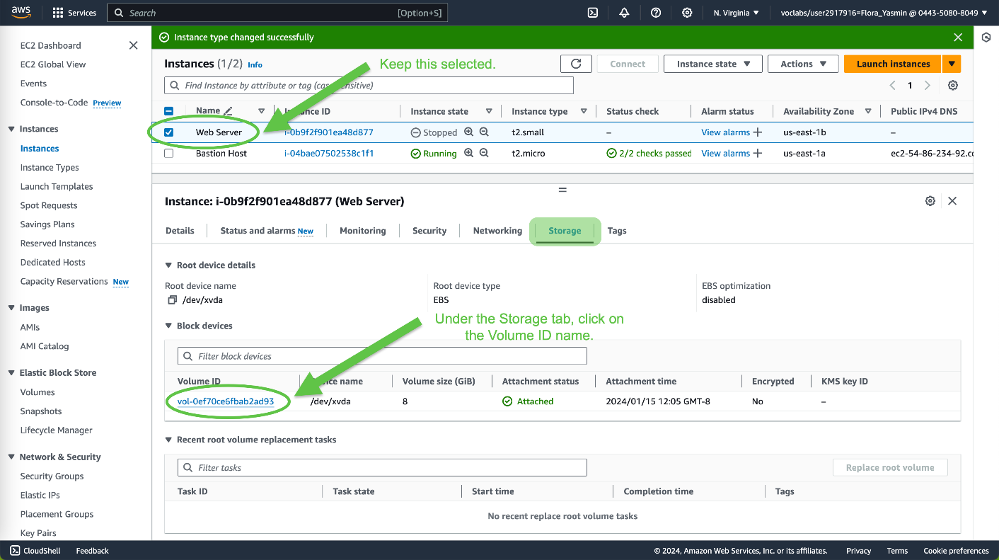 aws
Services
Search
[Option+S]
N. Virginia
voclabs/user2917916=Flora_Yasmin @ 0443-5080-8049
EC2 Dashboard
EC2 Global View
Events
Console-to-Code Preview
Instances
Instances
Instance Types
Launch Templates
Spot Requests
Savings Plans
Reserved Instances
Dedicated Hosts
Capacity Reservations New
Images
AMIs
AMI Catalog
Elastic Block Store
Volumes
Snapshots
Lifecycle Manager
Network & Security
Security Groups
Elastic IPs
Placement Groups
Key Pairs
Instance type changed successfully
Instances (1/2) Info
Keep this selected.
Connect
Instance state
Actions
Launch instances
Find Instance by attribute or tag (case-sensitive)
1
Name Instance ID Instance state Instance type Status check Alarm status Availability Zone Public IPv4 DNS
Web Server i-0b9f2f901ea48d877 Stopped t2.small – View alarms + us-east-1b –
Bastion Host i-04bae07502538c1f1 Running t2.micro 2/2 checks passed View alarms + us-east-1a ec2-54-86-234-92.co
Instance: i-0b9f2f901ea48d877 (Web Server)
Details Status and alarms New Monitoring Security Networking Storage Tags
Root device details
Root device name Root device type EBS optimization
/dev/xvda EBS disabled
Under the Storage tab, click on
the Volume ID name.
Block devices
Filter block devices
Volume ID Device name Volume size (GiB) Attachment status Attachment time Encrypted KMS key ID
vol-0ef70ce6fbab2ad93 /dev/xvda 8 Attached 2024/01/15 12:05 GMT-8 No –
Recent root volume replacement tasks
Filter tasks
Replace root volume
Task ID Task state Start time Completion time Tags
No recent replace root volume tasks
CloudShell Feedback © 2024, Amazon Web Services, Inc. or its affiliates. Privacy Terms Cookie preferences